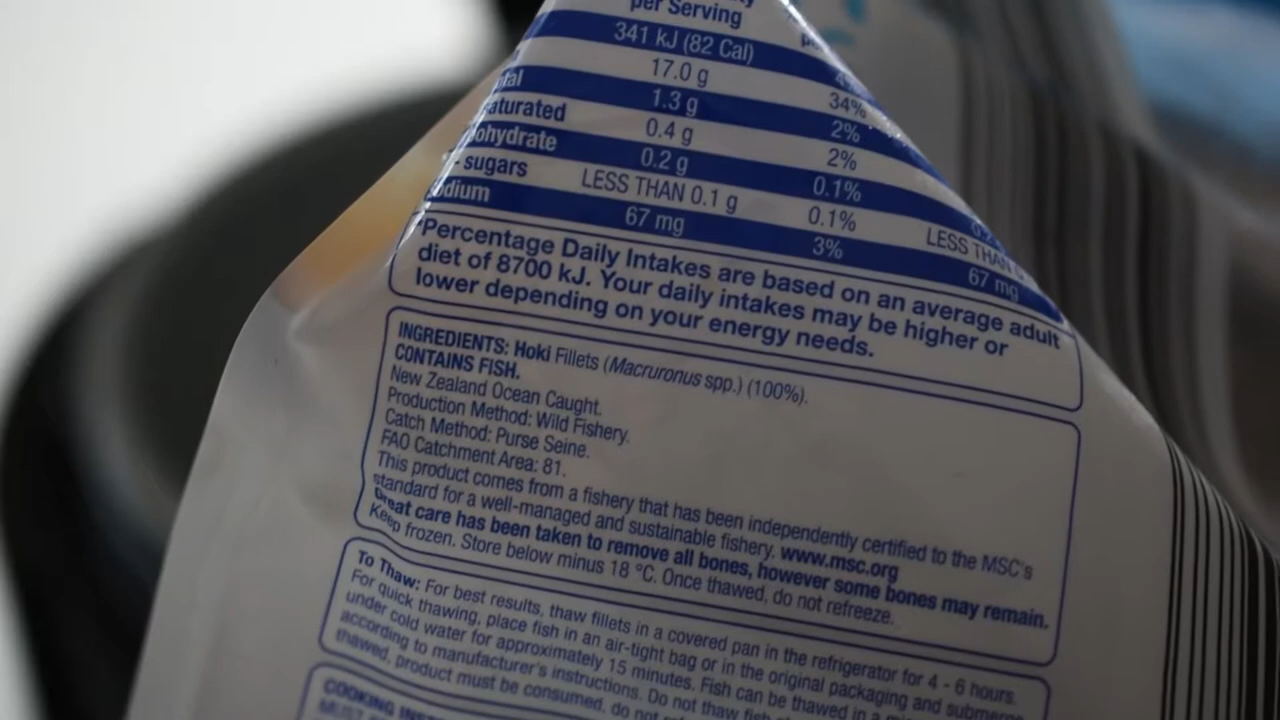 per Serving
341 kJ (82 Cal)
17.0 g 34%
1.3 g 2%
0.4 g 2%
0.2 g 0.1%
- sugars LESS THAN 0.1 g 0.1% LESS THAN
67 mg 3% 67 mg
*Percentage Daily Intakes are based on an average adult
diet of 8700 kJ. Your daily intakes may be higher or
lower depending on your energy needs.
INGREDIENTS: Hoki Fillets (Macruronus spp.) (100%).
CONTAINS FISH.
New Zealand Ocean Caught.
Production Method: Wild Fishery.
Catch Method: Purse Seine.
FAO Catchment Area: 81.
This product comes from a fishery that has been independently certified to the MSC's
standard for a well-managed and sustainable fishery. www.msc.org
Great care has been taken to remove all bones, however some bones may remain.
Keep frozen. Store below minus 18 °C. Once thawed, do not refreeze.
To Thaw: For best results, thaw fillets in a covered pan in the refrigerator for 4 - 6 hours.
For quick thawing, place fish in an air-tight bag or in the original packaging and submerge
under cold water for approximately 15 minutes. Fish can be thawed in a
according to manufacturer's instructions. Do not thaw fish
thawed, product must be consumed, do not
COOKING